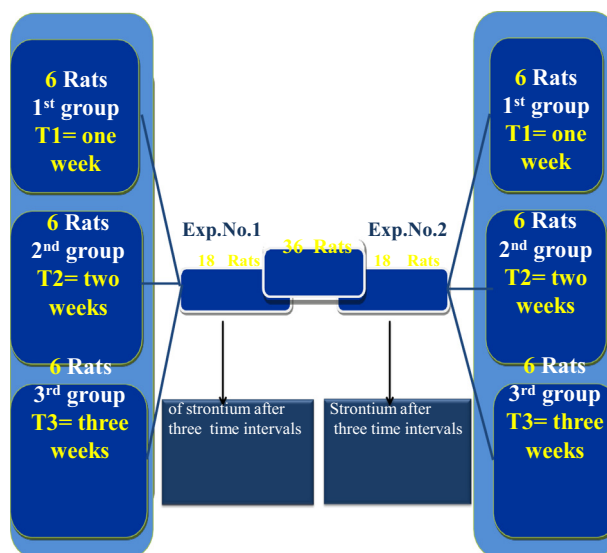 6 Rats
1st group
T1= one
week
6 Rats
2nd group
T2= two
weeks
6 Rats
3rd group
T3= three
weeks
Exp.No.1
18 Rats
36 Rats
Exp.No.2
18 Rats
of strontium after
three time intervals
Strontium after
three time intervals
6 Rats
1st group
T1= one
week
6 Rats
2nd group
T2= two
weeks
6 Rats
3rd group
T3= three
weeks